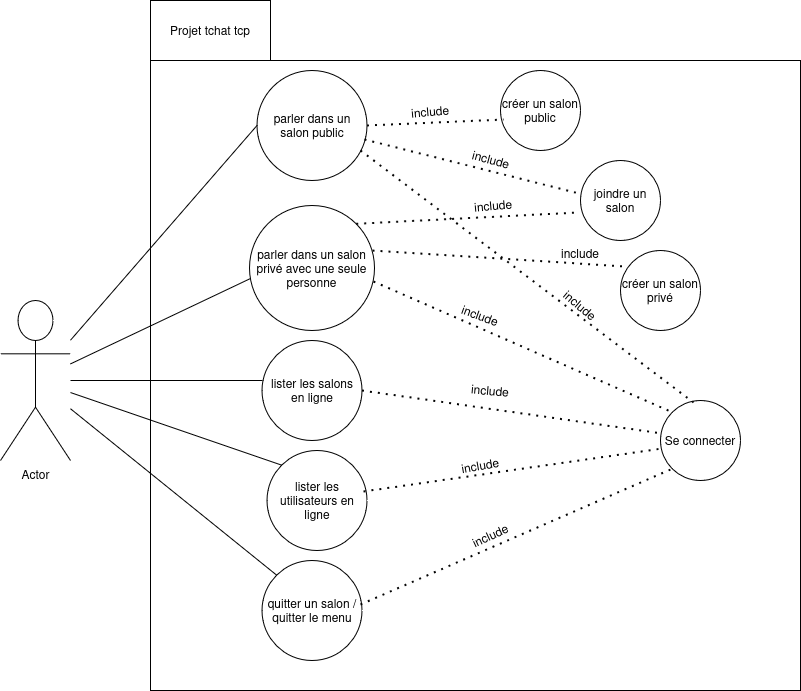 Projet tchat tcp
parler dans un
salon public
include
créer un salon
public
include
joindre un
salon
include
parler dans un salon
privé avec une seule
personne
include
créer un salon
privé
include
include
lister les salons
en ligne
include
Se connecter
Actor
lister les
utilisateurs en
ligne
include
include
quitter un salon /
quitter le menu